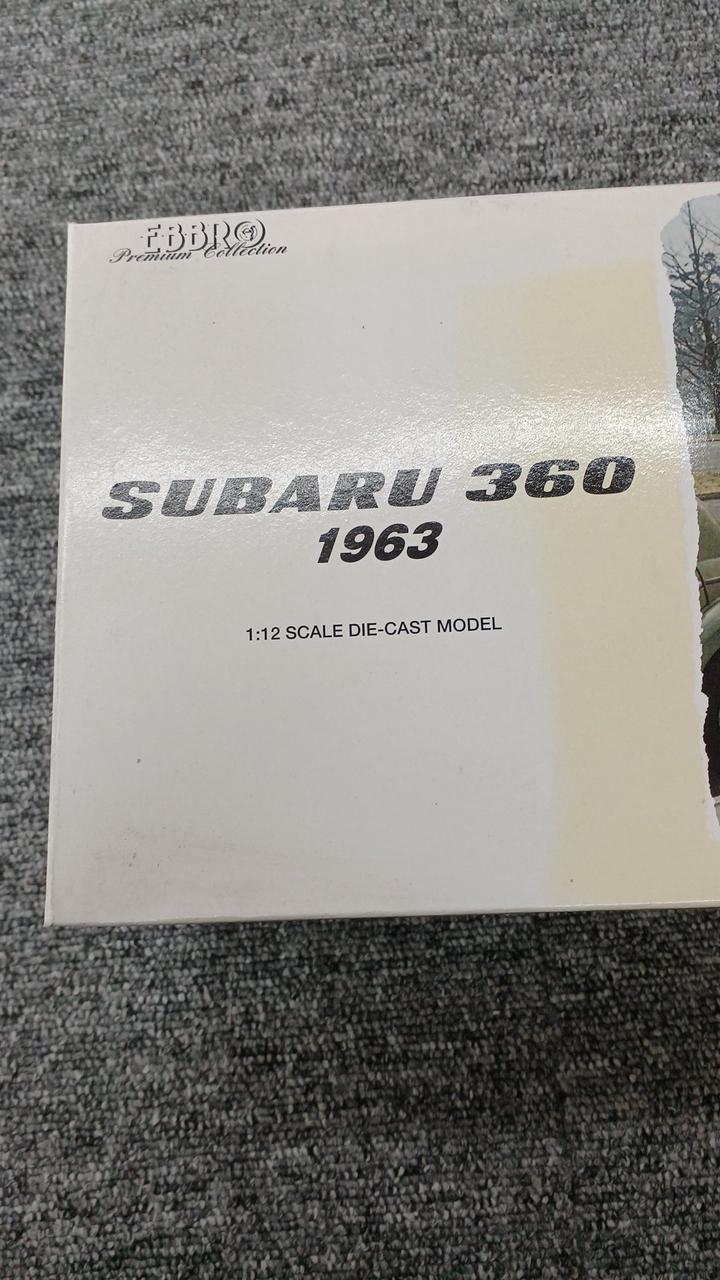 EBBRO
Premium Collection
SUBARU 360
1963
1:12 SCALE DIE-CAST MODEL